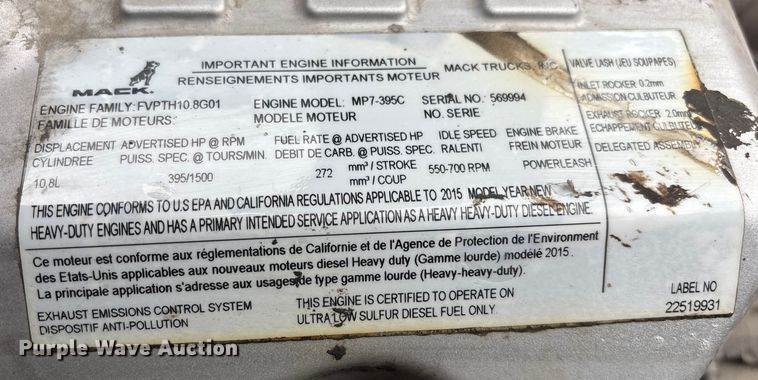 IMPORTANT ENGINE INFORMATION
RENSEIGNEMENTS IMPORTANTS MOTEUR
MACK TRUCKS, INC.
MACK
ENGINE FAMILY: FVPTH10.8G01
FAMILLE DE MOTEURS:
ENGINE MODEL: MP7-395C
MODELE MOTEUR
SERIAL NO: 569994
NO. SERIE
DISPLACEMENT
CYLINDREE
10,8L
ADVERTISED HP @ RPM
PUISS. SPEC. @ TOURS/MIN.
395/1500
FUEL RATE @ ADVERTISED HP
DEBIT DE CARB. @ PUISS. SPEC.
272 mm³ / STROKE
mm³ / COUP
IDLE SPEED
RALENTI
550-700 RPM
ENGINE BRAKE
FREIN MOTEUR
POWERLEASH
VALVE LASH (JEU SOUPAPES)
INLET ROCKER 0.2mm
ADMISSION CULBUTEUR
EXHAUST ROCKER 2.0mm
ECHAPPEMENT CULBUTEUR
DELEGATED ASSEMBLY
THIS ENGINE CONFORMS TO U.S EPA AND CALIFORNIA REGULATIONS APPLICABLE TO 2015 MODEL YEAR NEW
HEAVY-DUTY ENGINES AND HAS A PRIMARY INTENDED SERVICE APPLICATION AS A HEAVY HEAVY-DUTY DIESEL ENGINE.
Ce moteur est conforme aux réglementations de Californie et de l'Agence de Protection de l'Environment
des Etats-Unis applicables aux nouveaux moteurs diesel Heavy duty (Gamme lourde) modélé 2015.
La principale application s'adresse aux usages de type gamme lourde (Heavy-heavy-duty).
EXHAUST EMISSIONS CONTROL SYSTEM
DISPOSITIF ANTI-POLLUTION
THIS ENGINE IS CERTIFIED TO OPERATE ON
ULTRA LOW SULFUR DIESEL FUEL ONLY.
LABEL NO
22519931
Purple Wave Auction